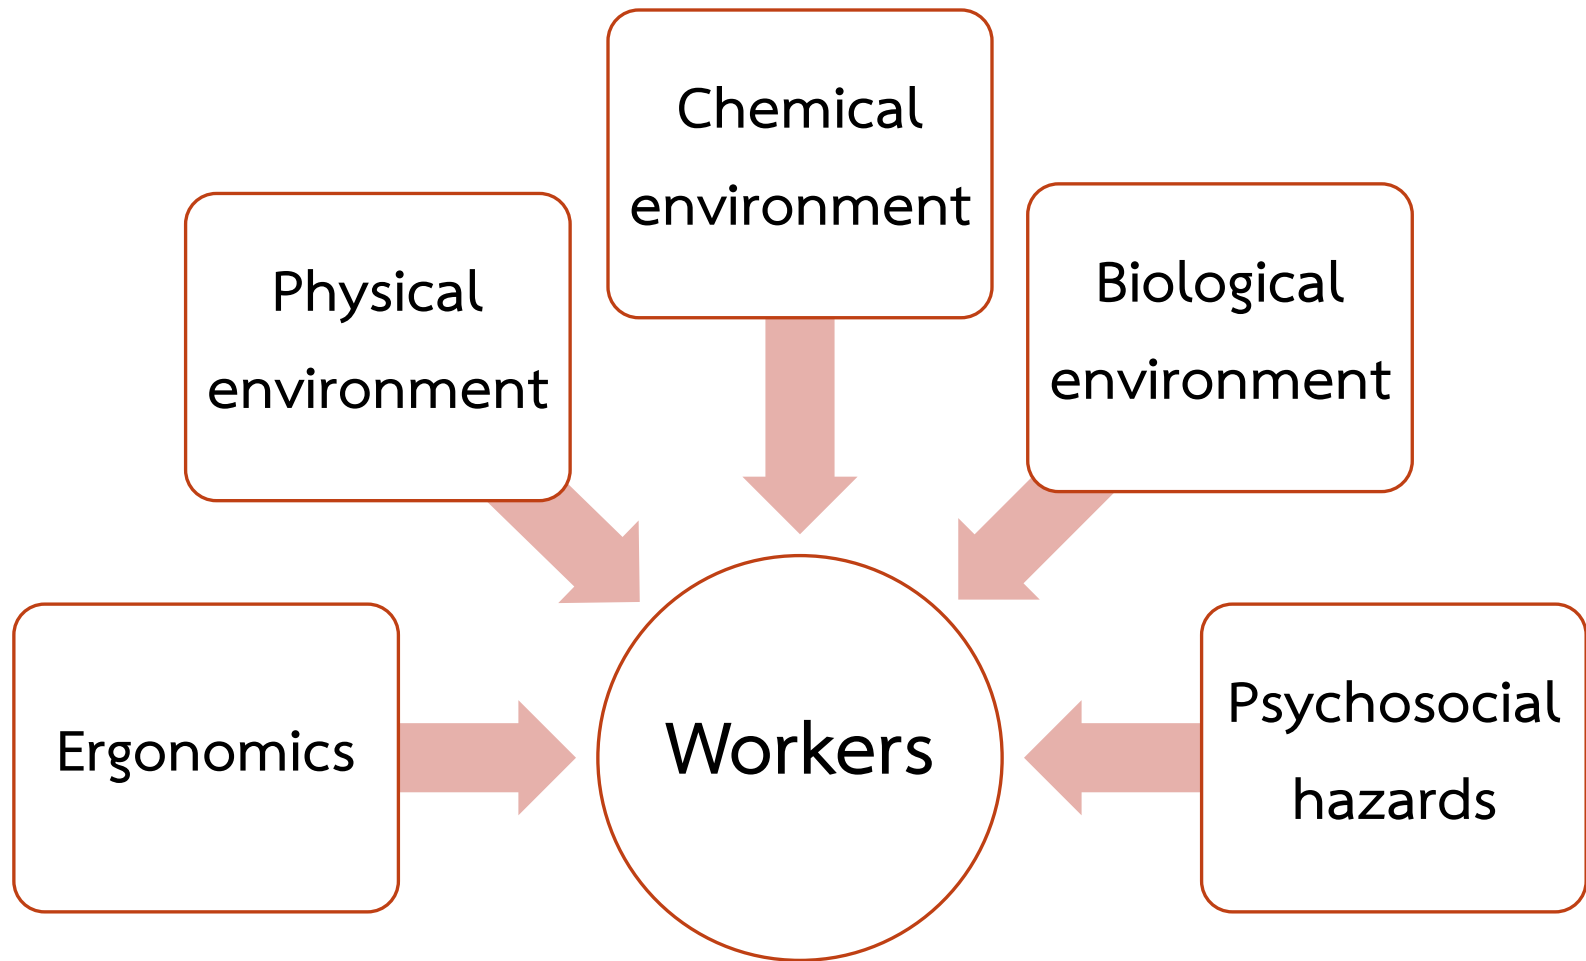 Chemical
environment
Physical
environment
Biological
environment
Ergonomics
Workers
Psychosocial
hazards